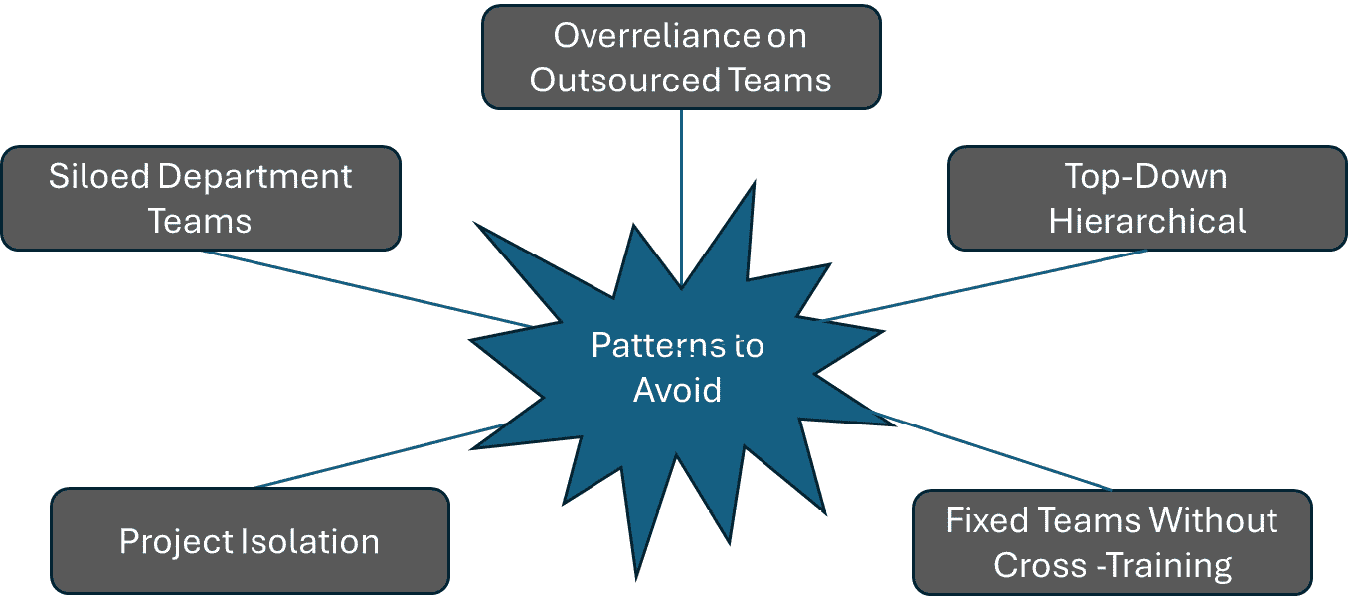 Overreliance on
Outsourced Teams
Siloed Department
Teams
Top-Down
Hierarchical
Patterns to
Avoid
Project Isolation
Fixed Teams Without
Cross -Training